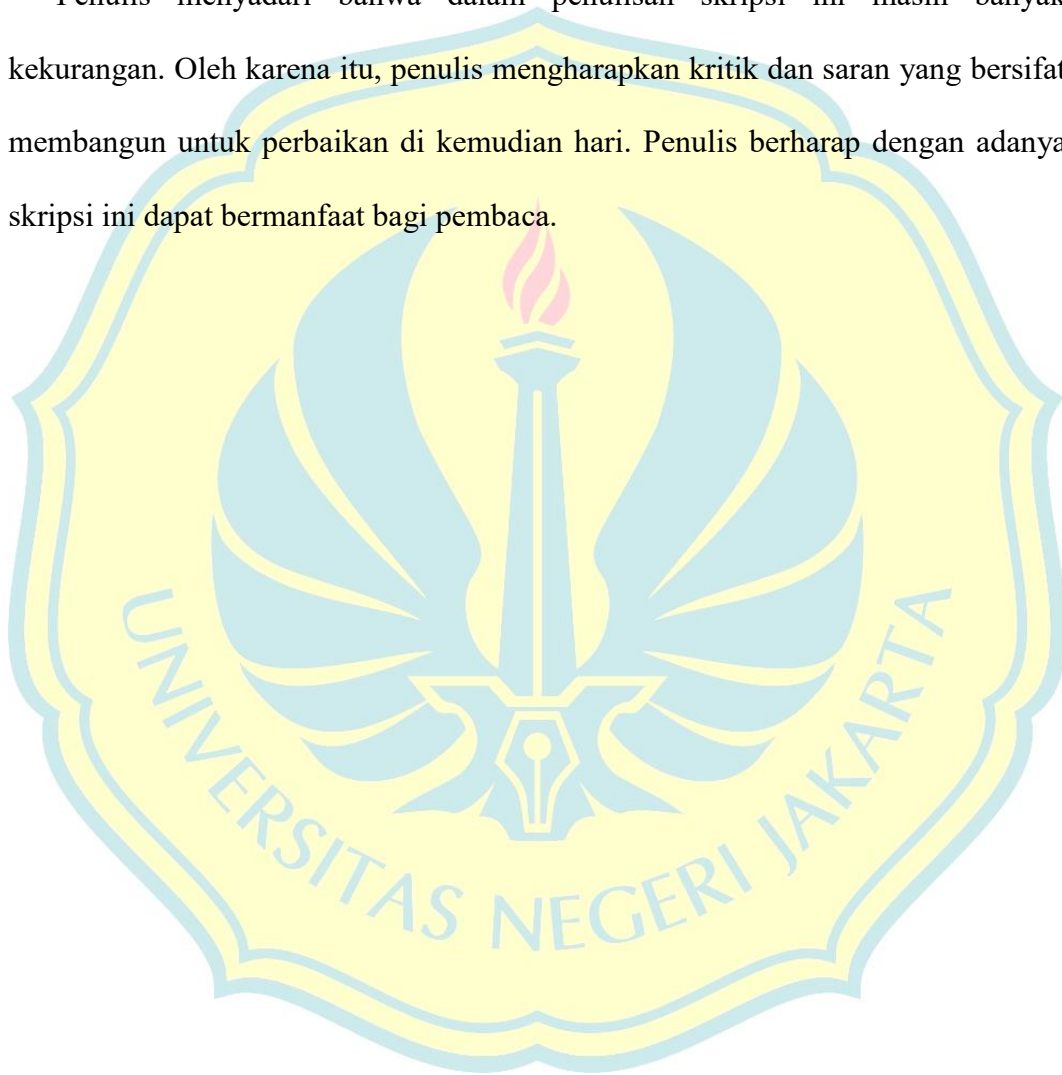 Penulis menyadari bahwa dalam penulisan skripsi ini masih banyak
kekurangan. Oleh karena itu, penulis mengharapkan kritik dan saran yang bersifat
membangun untuk perbaikan di kemudian hari. Penulis berharap dengan adanya
skripsi ini dapat bermanfaat bagi pembaca.
UNIVERSITAS NEGERI JAKARTA